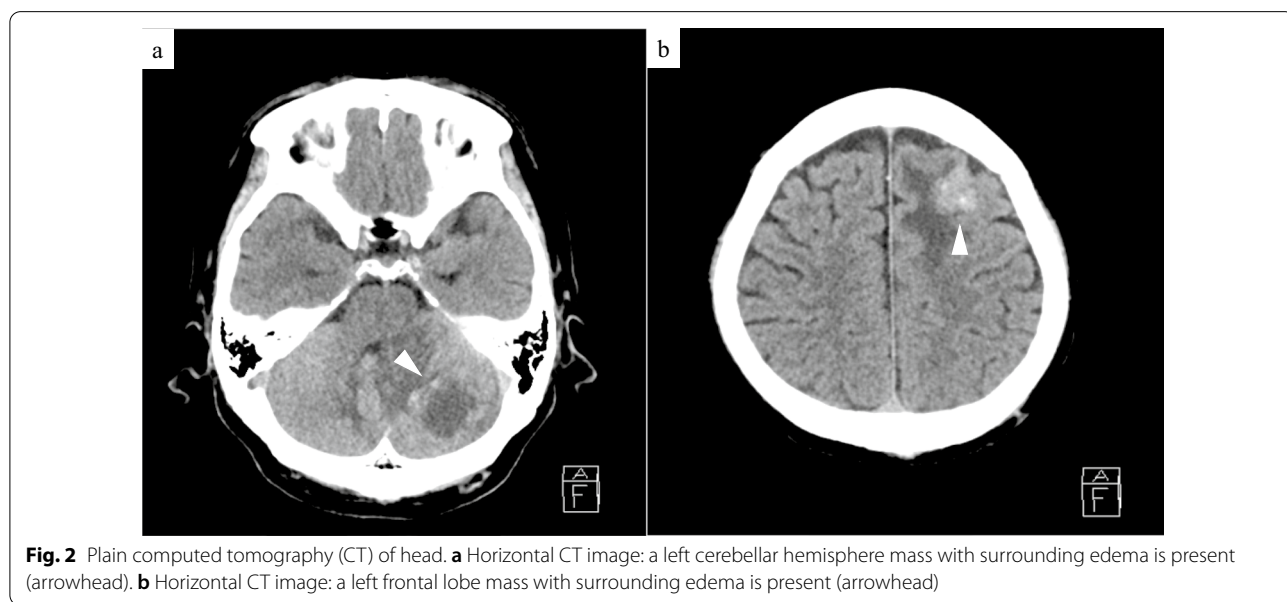 a
b
A
F
A
F
Fig. 2 Plain computed tomography (CT) of head. a Horizontal CT image: a left cerebellar hemisphere mass with surrounding edema is present
(arrowhead). b Horizontal CT image: a left frontal lobe mass with surrounding edema is present (arrowhead)